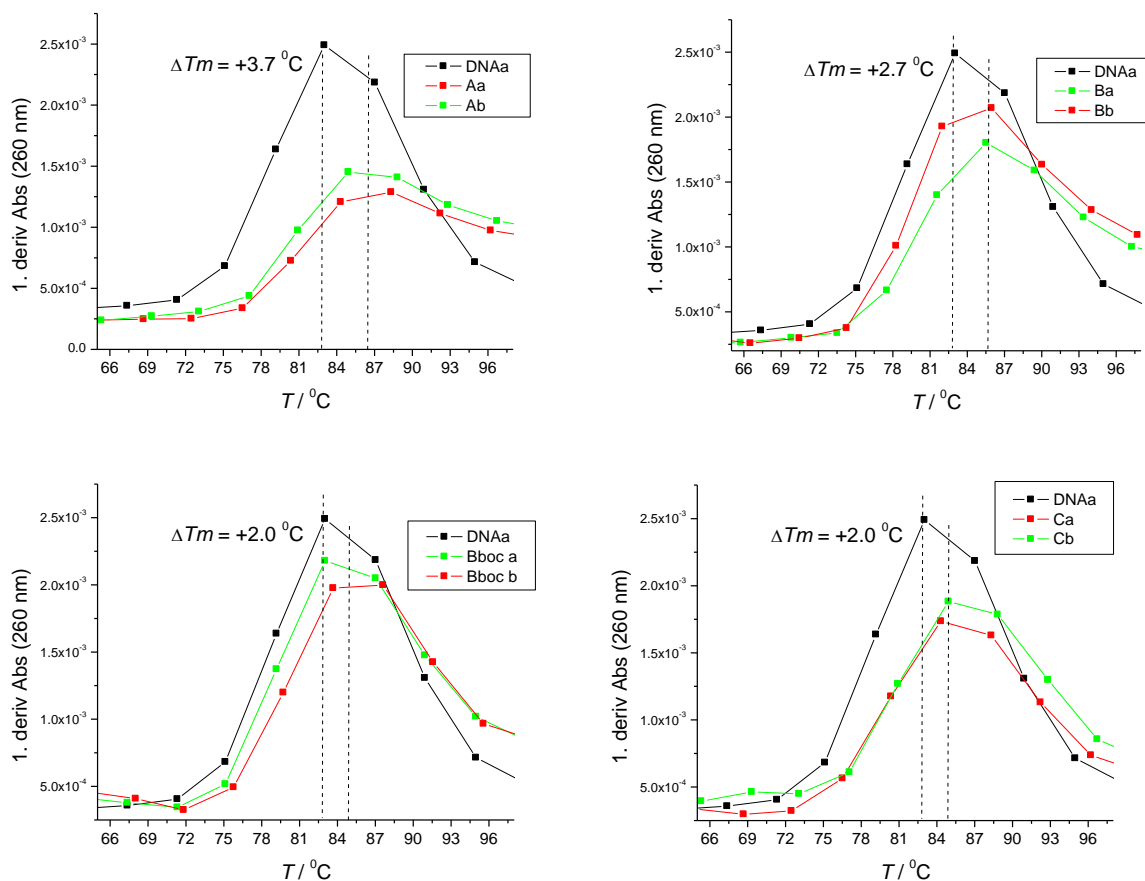 ΔTm = +3.7 ⁰C
DNAa
Aa
Ab
2.5x10⁻³
2.0x10⁻³
1.5x10⁻³
1.0x10⁻³
5.0x10⁻⁴
0.0
1. deriv Abs (260 nm)
66 69 72 75 78 81 84 87 90 93 96
T / ⁰C
ΔTm = +2.7 ⁰C
DNAa
Ba
Bb
2.5x10⁻³
2.0x10⁻³
1.5x10⁻³
1.0x10⁻³
5.0x10⁻⁴
1. deriv Abs (260 nm)
66 69 72 75 78 81 84 87 90 93 96
T / ⁰C
ΔTm = +2.0 ⁰C
DNAa
Bboc a
Bboc b
2.5x10⁻³
2.0x10⁻³
1.5x10⁻³
1.0x10⁻³
5.0x10⁻⁴
1. deriv Abs (260 nm)
66 69 72 75 78 81 84 87 90 93 96
T / ⁰C
ΔTm = +2.0 ⁰C
DNAa
Ca
Cb
2.5x10⁻³
2.0x10⁻³
1.5x10⁻³
1.0x10⁻³
5.0x10⁻⁴
1. deriv Abs (260 nm)
66 69 72 75 78 81 84 87 90 93 96
T / ⁰C